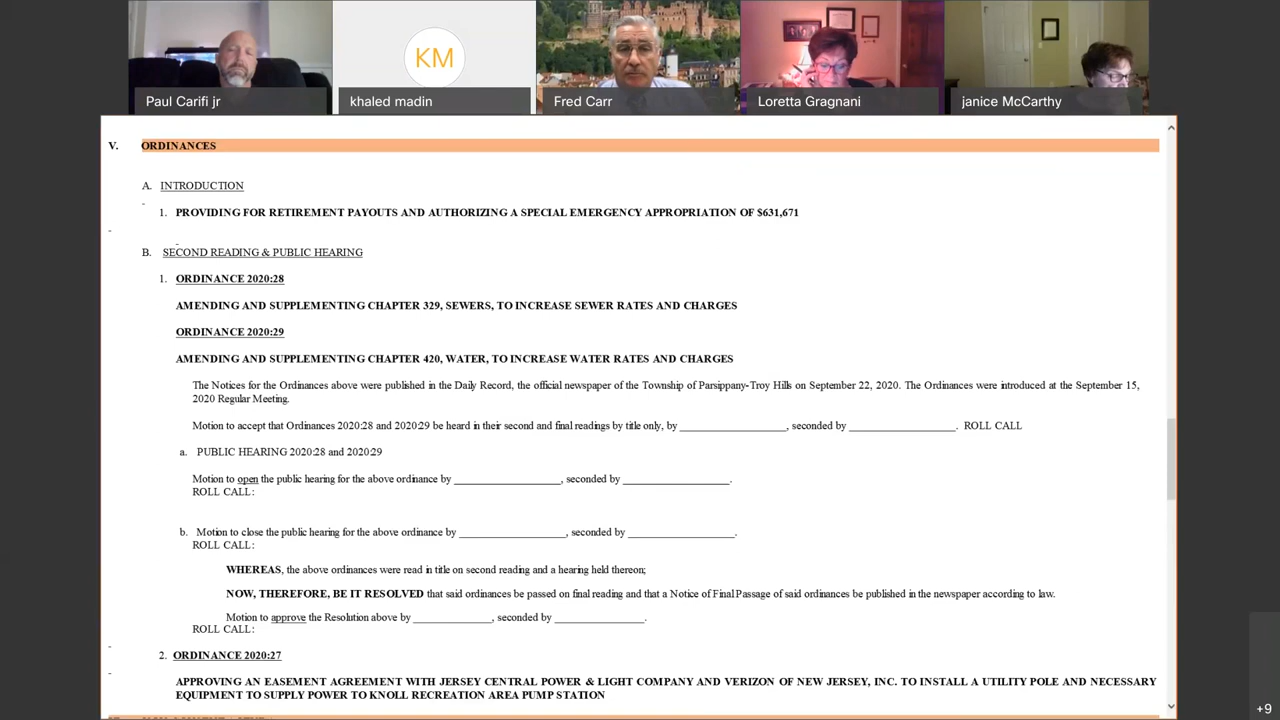 KM
Paul Carifi jr
khaled madin
Fred Carr
Loretta Gragnani
janice McCarthy
V. ORDINANCES
A. INTRODUCTION
1. PROVIDING FOR RETIREMENT PAYOUTS AND AUTHORIZING A SPECIAL EMERGENCY APPROPRIATION OF $631,671
B. SECOND READING & PUBLIC HEARING
1. ORDINANCE 2020:28
AMENDING AND SUPPLEMENTING CHAPTER 329, SEWERS, TO INCREASE SEWER RATES AND CHARGES
ORDINANCE 2020:29
AMENDING AND SUPPLEMENTING CHAPTER 420, WATER, TO INCREASE WATER RATES AND CHARGES
The Notices for the Ordinances above were published in the Daily Record, the official newspaper of the Township of Parsippany-Troy Hills on September 22, 2020. The Ordinances were introduced at the September 15,
2020 Regular Meeting.
Motion to accept that Ordinances 2020:28 and 2020:29 be heard in their second and final readings by title only, by ____________________, seconded by ____________________. ROLL CALL
a. PUBLIC HEARING 2020:28 and 2020:29
Motion to open the public hearing for the above ordinance by ____________________, seconded by ____________________.
ROLL CALL:
b. Motion to close the public hearing for the above ordinance by ____________________, seconded by ____________________.
ROLL CALL:
WHEREAS, the above ordinances were read in title on second reading and a hearing held thereon;
NOW, THEREFORE, BE IT RESOLVED that said ordinances be passed on final reading and that a Notice of Final Passage of said ordinances be published in the newspaper according to law.
Motion to approve the Resolution above by _______________, seconded by _________________.
ROLL CALL:
2. ORDINANCE 2020:27
APPROVING AN EASEMENT AGREEMENT WITH JERSEY CENTRAL POWER & LIGHT COMPANY AND VERIZON OF NEW JERSEY, INC. TO INSTALL A UTILITY POLE AND NECESSARY
EQUIPMENT TO SUPPLY POWER TO KNOLL RECREATION AREA PUMP STATION
+9